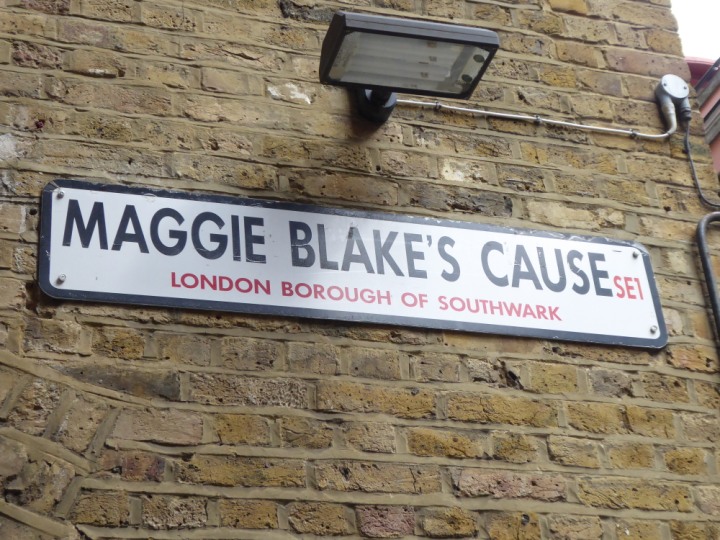 MAGGIE BLAKE'S CAUSE SE1
LONDON BOROUGH OF SOUTHWARK